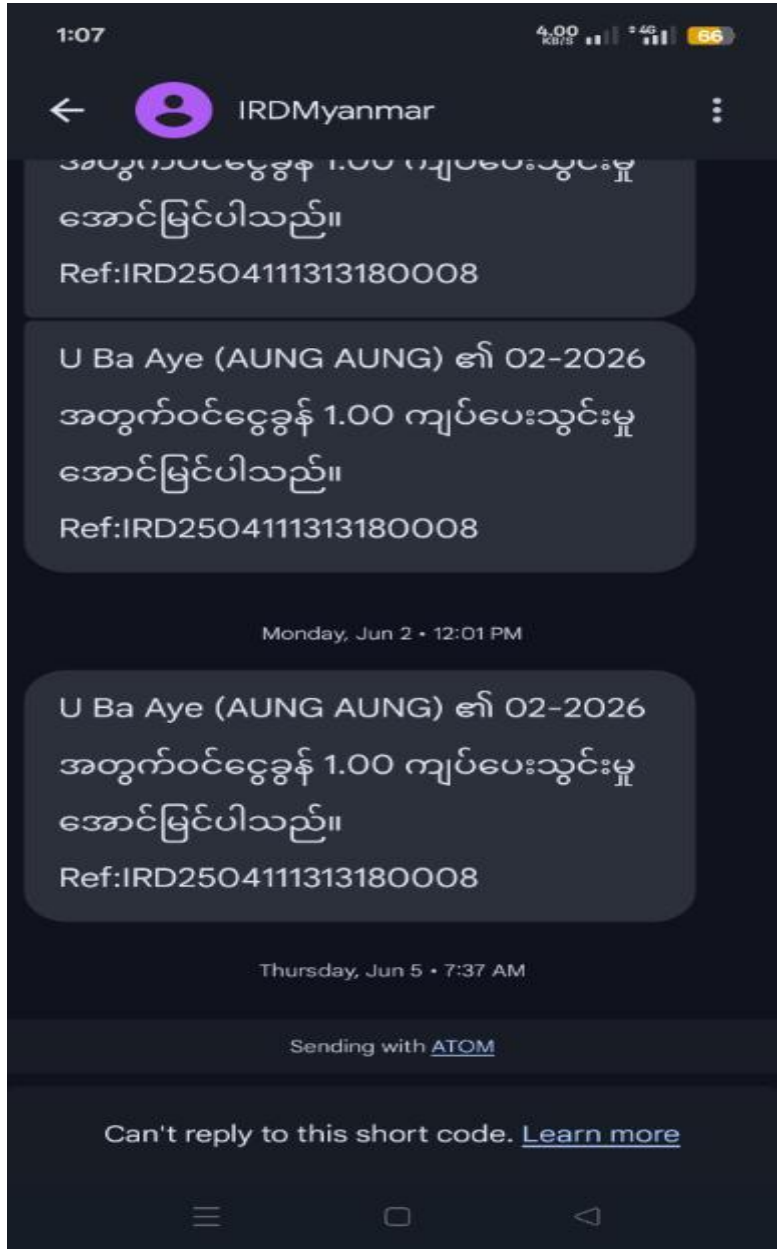 1:07
4.00 KB/S 4G 66
IRDMyanmar
အတွက်ဝင်ငွေခွန် 1.00 ကျပ်ပေးသွင်းမှု
အောင်မြင်ပါသည်။
Ref:IRD2504111313180008
U Ba Aye (AUNG AUNG) ၏ 02-2026
အတွက်ဝင်ငွေခွန် 1.00 ကျပ်ပေးသွင်းမှု
အောင်မြင်ပါသည်။
Ref:IRD2504111313180008
Monday, Jun 2 • 12:01 PM
U Ba Aye (AUNG AUNG) ၏ 02-2026
အတွက်ဝင်ငွေခွန် 1.00 ကျပ်ပေးသွင်းမှု
အောင်မြင်ပါသည်။
Ref:IRD2504111313180008
Thursday, Jun 5 • 7:37 AM
Sending with ATOM
Can't reply to this short code. Learn more